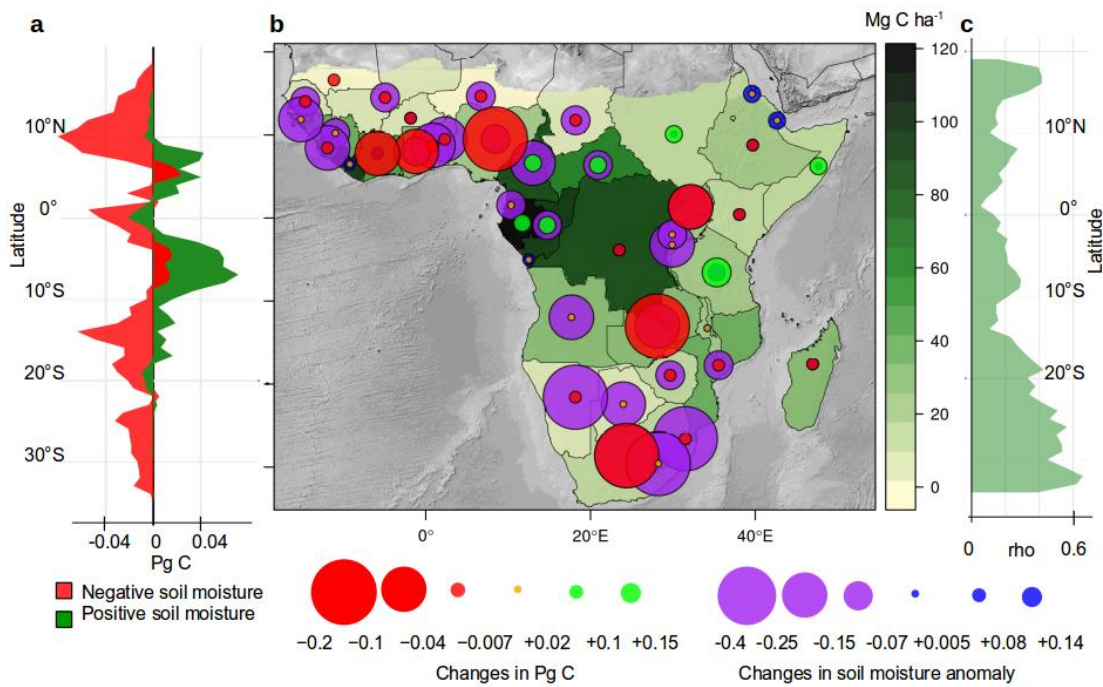 a
b
Mg C ha⁻¹
c
Latitude
10°N
0°
10°S
20°S
30°S
-0.04
0
0.04
Pg C
Negative soil moisture
Positive soil moisture
0°
20°E
40°E
120
100
80
60
40
20
0
10°N
0°
10°S
20°S
Latitude
0
rho
0.6
−0.2 −0.1 −0.04 −0.007 +0.02 +0.1 +0.15
Changes in Pg C
−0.4 −0.25 −0.15 −0.07 +0.005 +0.08 +0.14
Changes in soil moisture anomaly